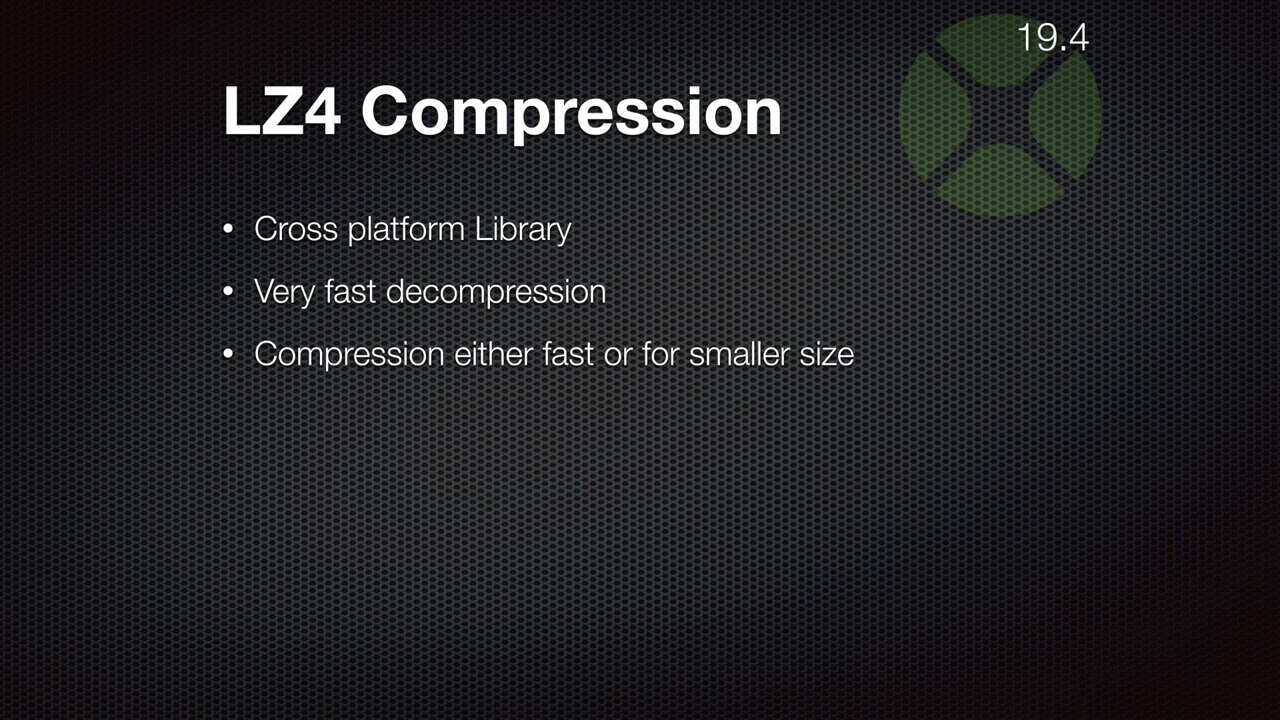 19.4
LZ4 Compression
• Cross platform Library
• Very fast decompression
• Compression either fast or for smaller size